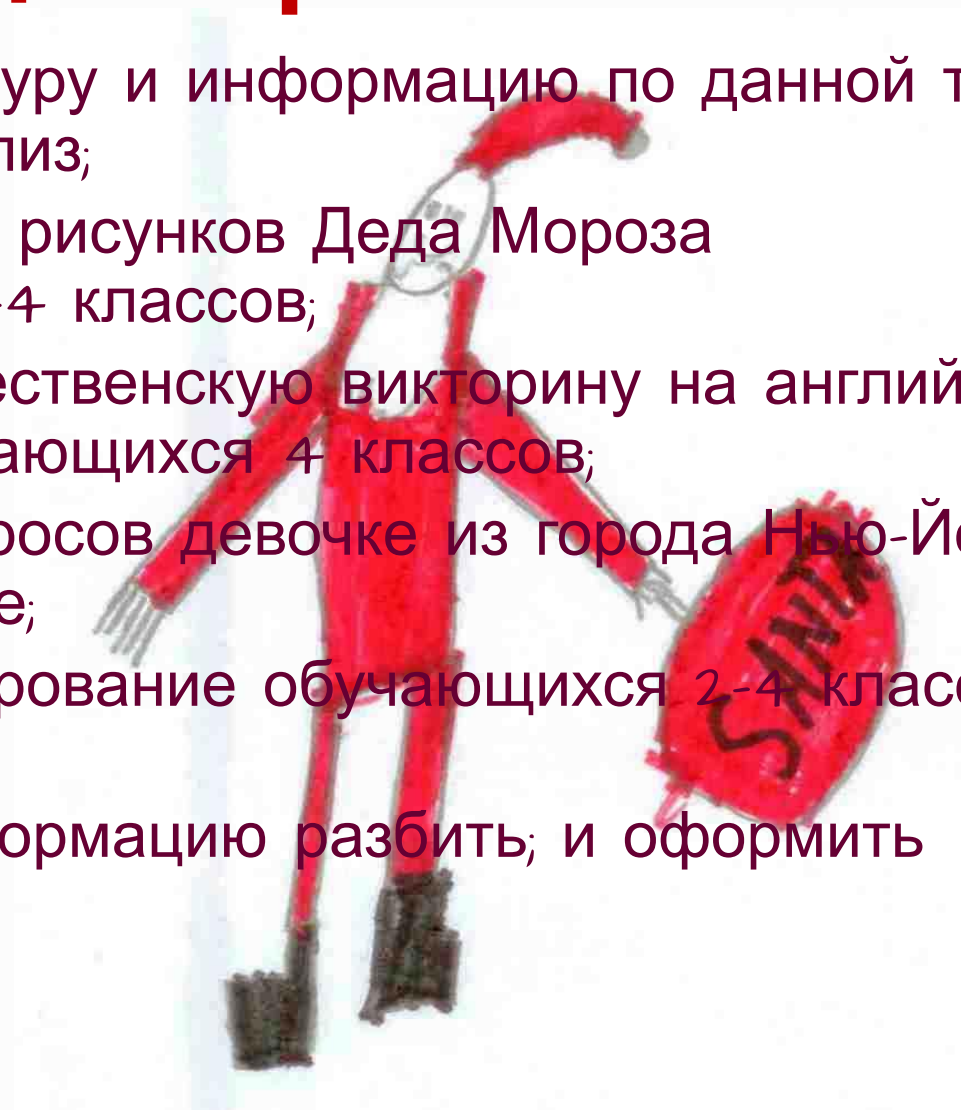 уру и информацию по данной т
лиз;
рисунков Деда Мороза
-4 классов;
ественскую викторину на англий
ающихся 4 классов;
росов девочке из города Нью-Йо
е;
рование обучающихся 2-4 класс
ормацию разбить; и оформить
SANTA